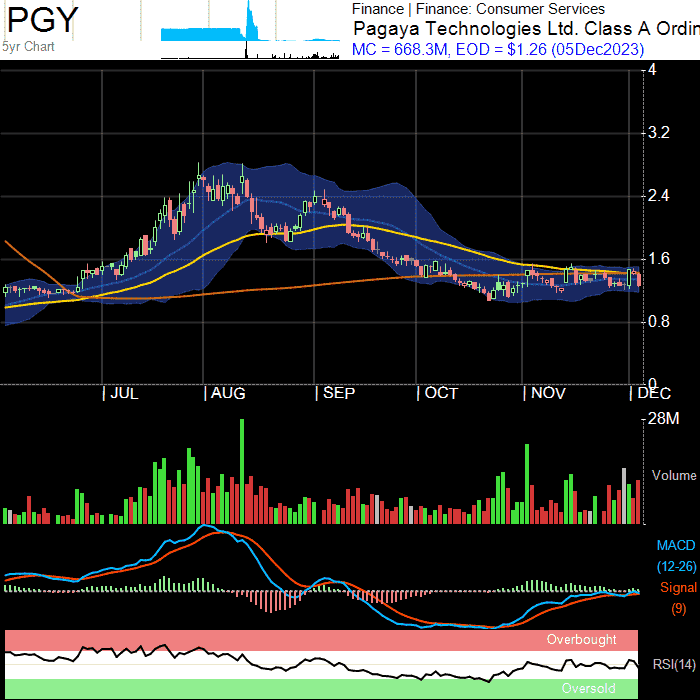 PGY
5yr Chart
Finance | Finance: Consumer Services
Pagaya Technologies Ltd. Class A Ordin
MC = 668.3M, EOD = $1.26 (05Dec2023)
4
3.2
2.4
1.6
0.8
0
JUL AUG SEP OCT NOV DEC
28M
Volume
MACD
(12-26)
Signal
(9)
Overbought
RSI(14)
Oversold